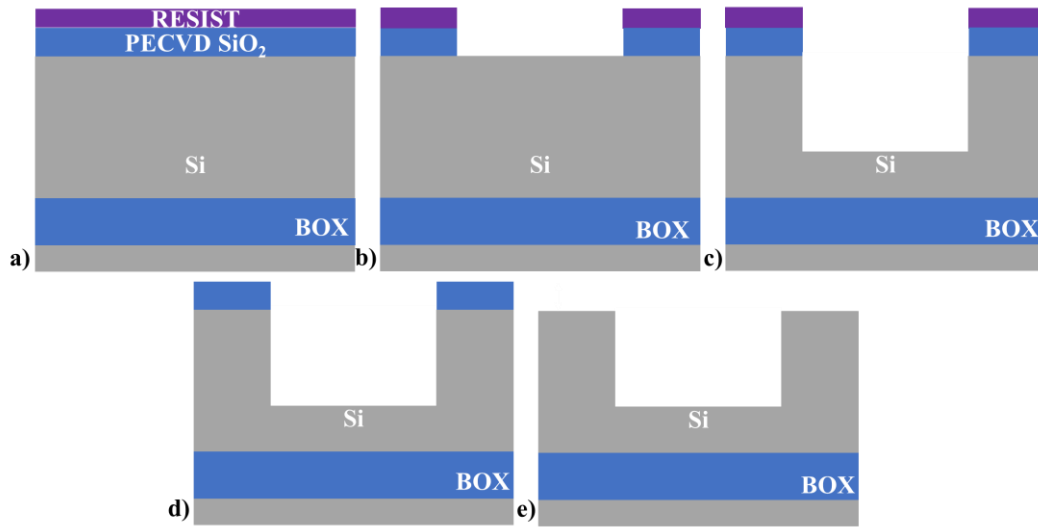 RESIST
PECVD SiO₂
Si
BOX
a)
Si
BOX
b)
Si
BOX
c)
Si
BOX
d)
Si
BOX
e)